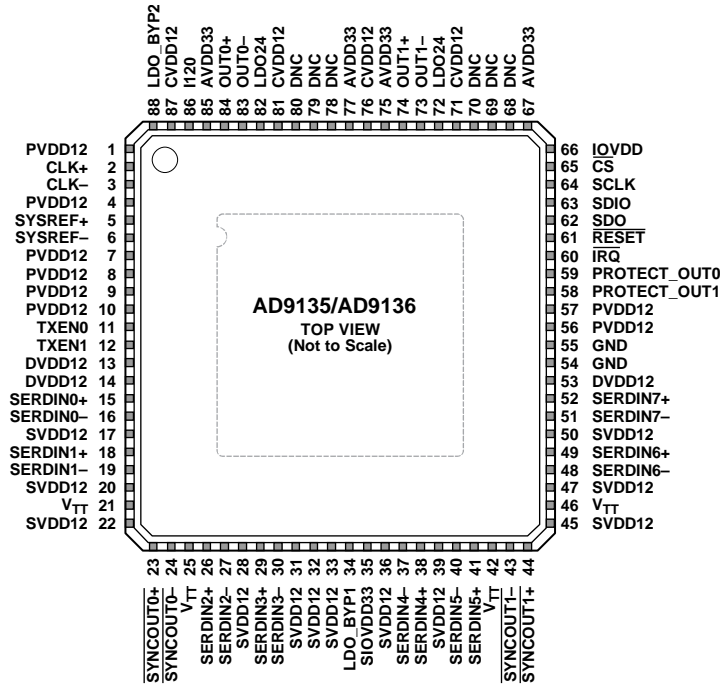 88 LDO_BYP2
87 CVDD12
86 I120
85 AVDD33
84 OUT0+
83 OUT0–
82 LDO24
81 CVDD12
80 DNC
79 DNC
78 DNC
77 AVDD33
76 CVDD12
75 AVDD33
74 OUT1+
73 OUT1–
72 LDO24
71 CVDD12
70 DNC
69 DNC
68 DNC
67 AVDD33
PVDD12 1
CLK+ 2
CLK– 3
PVDD12 4
SYSREF+ 5
SYSREF– 6
PVDD12 7
PVDD12 8
PVDD12 9
PVDD12 10
TXEN0 11
TXEN1 12
DVDD12 13
DVDD12 14
SERDIN0+ 15
SERDIN0– 16
SVDD12 17
SERDIN1+ 18
SERDIN1– 19
SVDD12 20
VTT 21
SVDD12 22
AD9135/AD9136
TOP VIEW
(Not to Scale)
66 IOVDD
65 CS
64 SCLK
63 SDIO
62 SDO
61 RESET
60 IRQ
59 PROTECT_OUT0
58 PROTECT_OUT1
57 PVDD12
56 PVDD12
55 GND
54 GND
53 DVDD12
52 SERDIN7+
51 SERDIN7–
50 SVDD12
49 SERDIN6+
48 SERDIN6–
47 SVDD12
46 VTT
45 SVDD12
SYNCOUT0+ 23
SYNCOUT0– 24
VTT 25
SERDIN2+ 26
SERDIN2– 27
SVDD12 28
SERDIN3+ 29
SERDIN3– 30
SVDD12 31
SVDD12 32
SVDD12 33
LDO_BYP1 34
SIOVDD33 35
SVDD12 36
SERDIN4– 37
SERDIN4+ 38
SVDD12 39
SERDIN5– 40
SERDIN5+ 41
VTT 42
SYNCOUT1– 43
SYNCOUT1+ 44